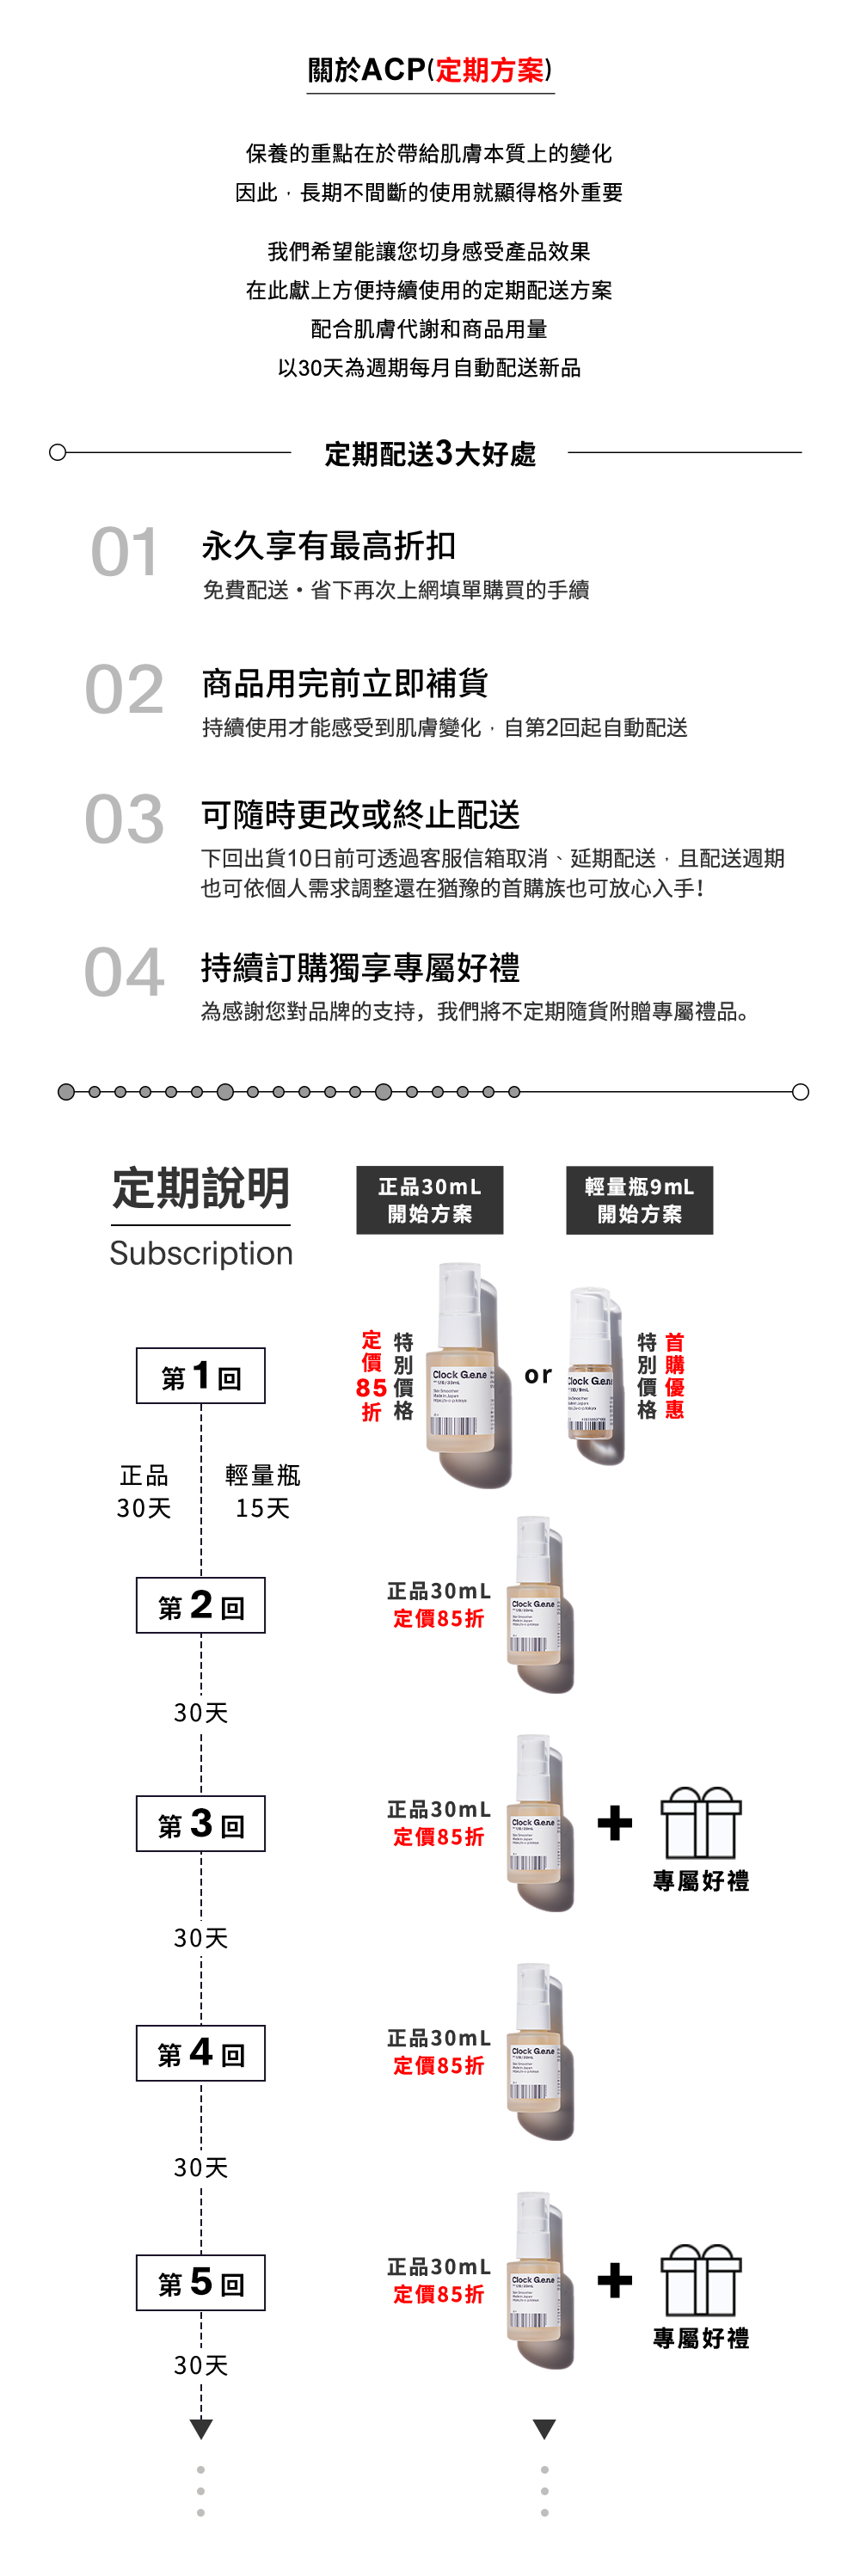 關於ACP(定期方案)
保養的重點在於帶給肌膚本質上的變化
因此，長期不間斷的使用就顯得格外重要
我們希望能讓您切身感受產品效果
在此獻上方便持續使用的定期配送方案
配合肌膚代謝和商品用量
以30天為週期每月自動配送新品
定期配送3大好處
01
永久享有最高折扣
免費配送・省下再次上網填單購買的手續
02
商品用完前立即補貨
持續使用才能感受到肌膚變化，自第2回起自動配送
03
可隨時更改或終止配送
下回出貨10日前可透過客服信箱取消、延期配送，且配送週期
也可依個人需求調整還在猶豫的首購族也可放心入手!
04
持續訂購獨享專屬好禮
為感謝您對品牌的支持，我們將不定期隨貨附贈專屬禮品。
定期說明
Subscription
正品30mL
開始方案
輕量瓶9mL
開始方案
第1回
定價85折
特別價格
Clock G.e.n.e
or
Clock G.e.n
特別價格
首購優惠
正品
30天
輕量瓶
15天
第2回
正品30mL
定價85折
Clock G.e.n.e
30天
第3回
正品30mL
定價85折
Clock G.e.n.e
+
專屬好禮
30天
第4回
正品30mL
定價85折
Clock G.e.n.e
30天
第5回
正品30mL
定價85折
Clock G.e.n.e
+
專屬好禮
30天